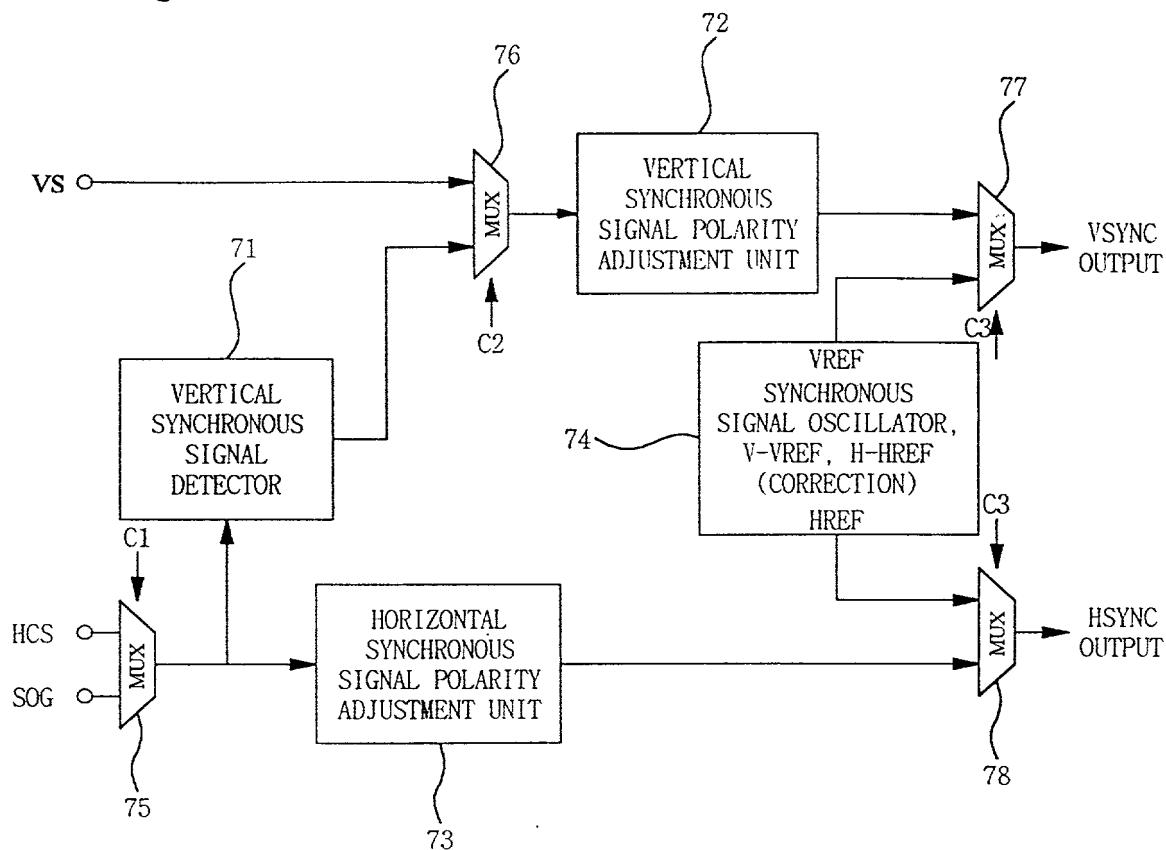 72
76
77
VS
MUX
VERTICAL
SYNCHRONOUS
SIGNAL POLARITY
ADJUSTMENT UNIT
MUX
VSYNC
OUTPUT
71
C2
C3
VERTICAL
SYNCHRONOUS
SIGNAL
DETECTOR
VREF
SYNCHRONOUS
SIGNAL OSCILLATOR,
V-VREF, H-HREF
(CORRECTION)
HREF
74
C1
C3
HCS
SOG
MUX
HORIZONTAL
SYNCHRONOUS
SIGNAL POLARITY
ADJUSTMENT UNIT
MUX
HSYNC
OUTPUT
75
73
78